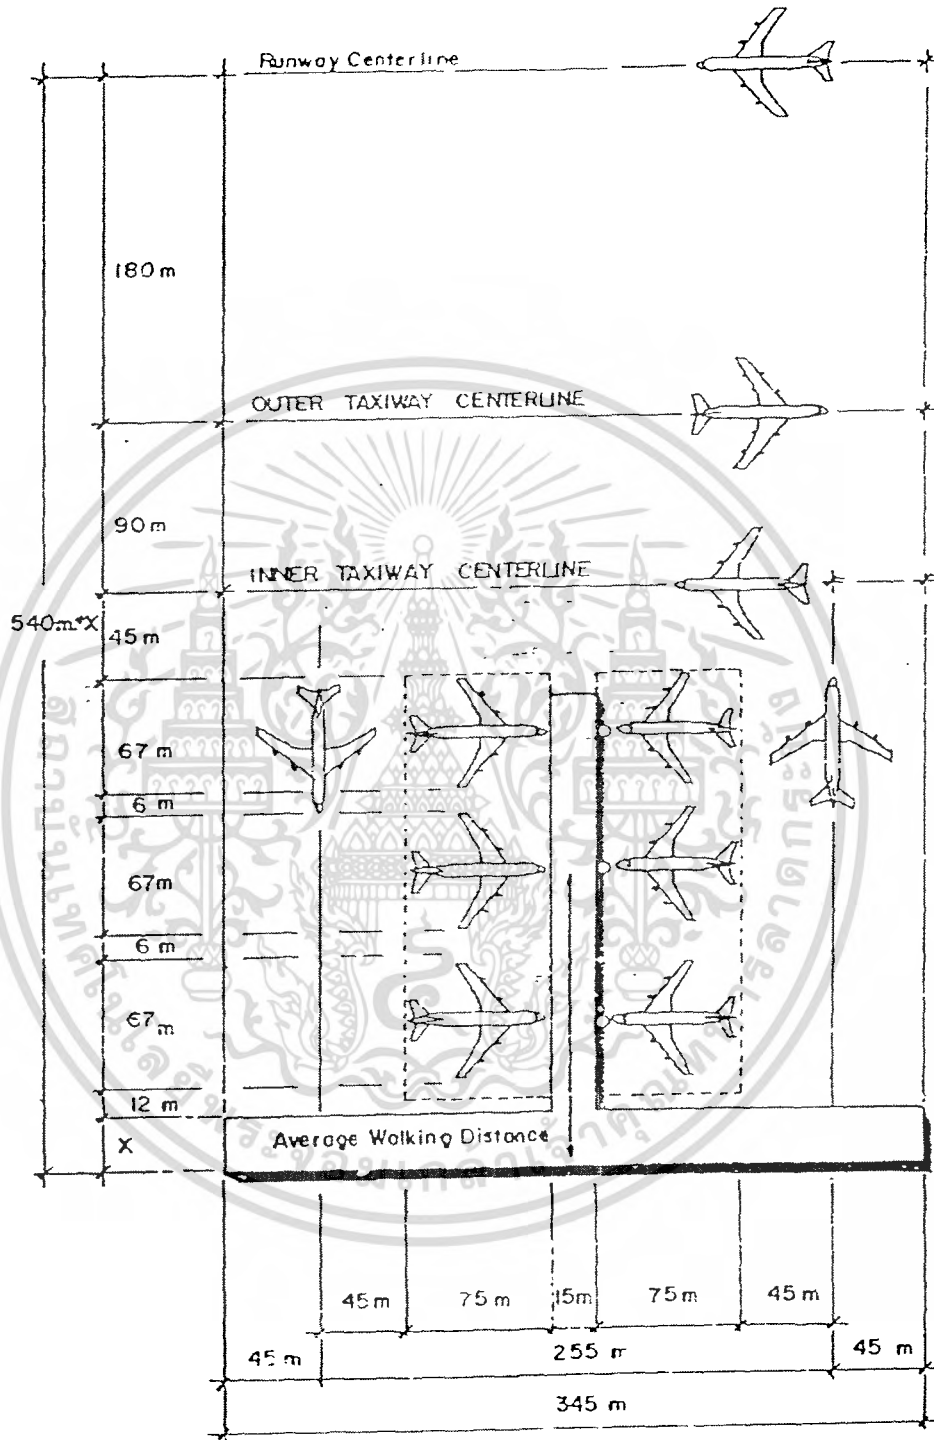 Runway Centerline
180 m
OUTER TAXIWAY CENTERLINE
90 m
INNER TAXIWAY CENTERLINE
540m+X
45 m
67 m
6 m
67m
6 m
67m
12 m
X
Average Walking Distance
45 m
75 m
15m
75 m
45 m
45 m
255 m
45 m
345 m